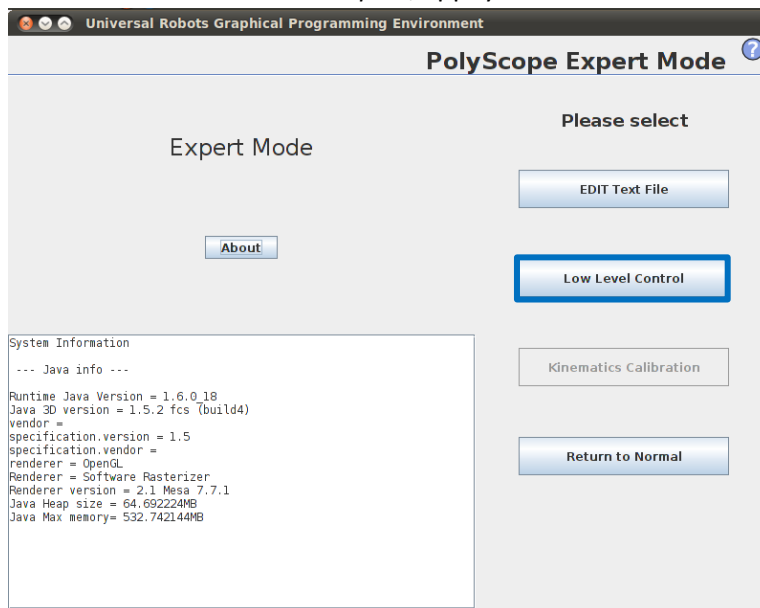 Universal Robots Graphical Programming Environment
PolyScope Expert Mode
?
Please select
Expert Mode
EDIT Text File
About
Low Level Control
Kinematics Calibration
Return to Normal
System Information
--- Java info ---
Runtime Java Version = 1.6.0_18
Java 3D version = 1.5.2 fcs (build4)
vendor =
specification.version = 1.5
specification.vendor =
renderer = OpenGL
Renderer = Software Rasterizer
Renderer version = 2.1 Mesa 7.7.1
Java Heap size = 64.692224MB
Java Max memory= 532.742144MB